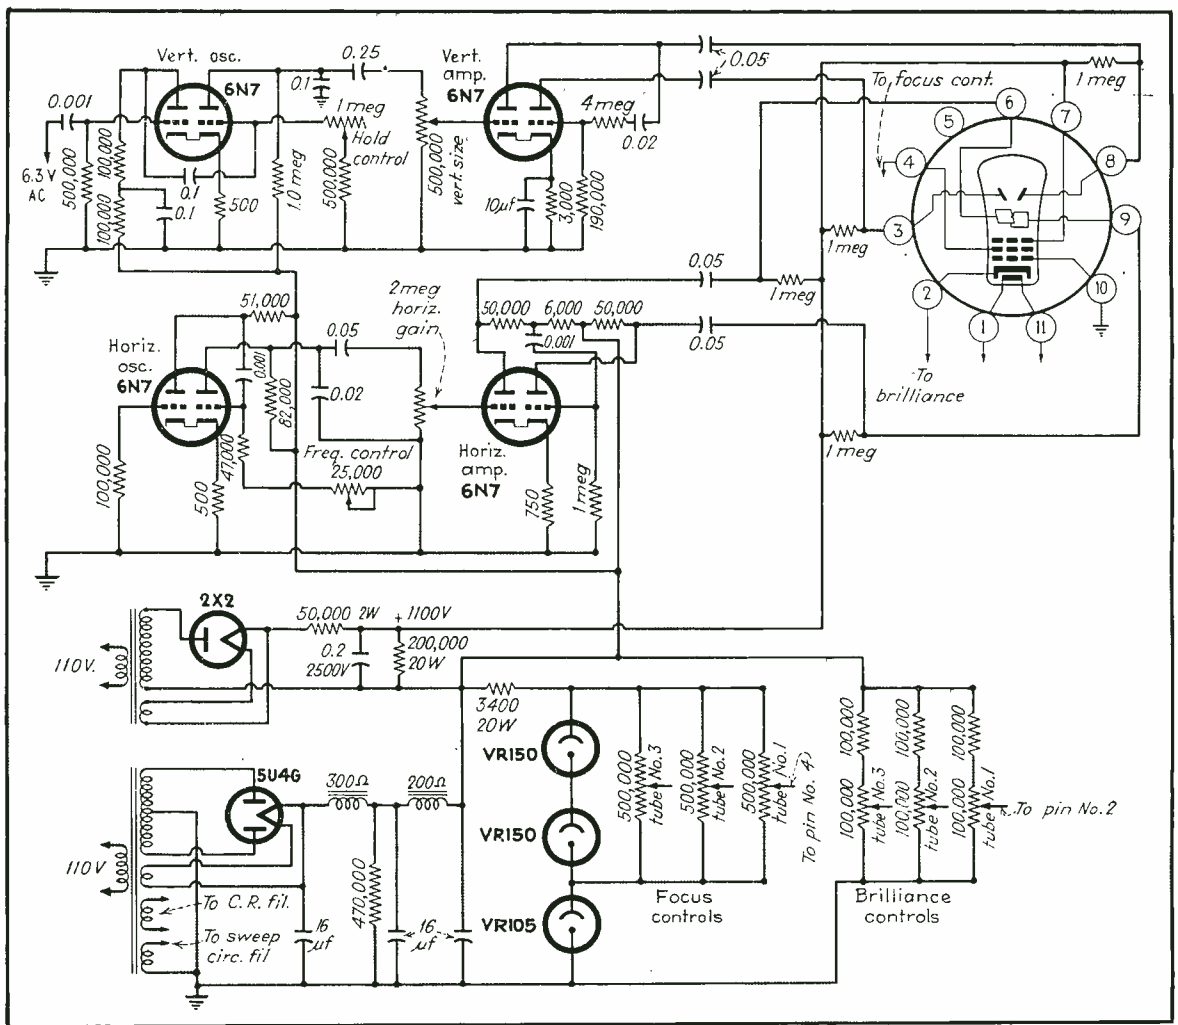 Vert. osc.
6N7
0.25
0.1
0.001
1 meg
Hold
control
6.3 V
AC
500,000
100,000
100,000
0.1
0.1
500
1.0 meg
500,000
500,000
vert. size
Vert.
amp.
6N7
4 meg
0.02
0.05
10μf
3,000
190,000
To focus cont.
1 meg
5
6
7
4
8
3
9
2
10
1
11
1 meg
To
brilliance
0.05
1 meg
50,000
6,000
50,000
0.001
0.05
1 meg
51,000
2 meg
horiz.
gain
Horiz.
osc.
6N7
0.001
82,000
0.05
0.02
47,000
Freq. control
25,000
100,000
500
Horiz.
amp.
6N7
750
1 meg
2X2
110V.
50,000 2W
+ 1100V
0.2
2500V
200,000
20W
3400
20W
5U4G
110V
300Ω
200Ω
470,000
To C.R. fil.
To sweep
circ. fil
16
μf
16
μf
VR150
VR150
VR105
500,000
tube No.3
500,000
tube No.2
500,000
tube No.1
To pin No. 4
Focus
controls
100,000
100,000
100,000
100,000
tube No.3
100,000
tube No.2
100,000
tube No.1
To pin No.2
Brilliance
controls